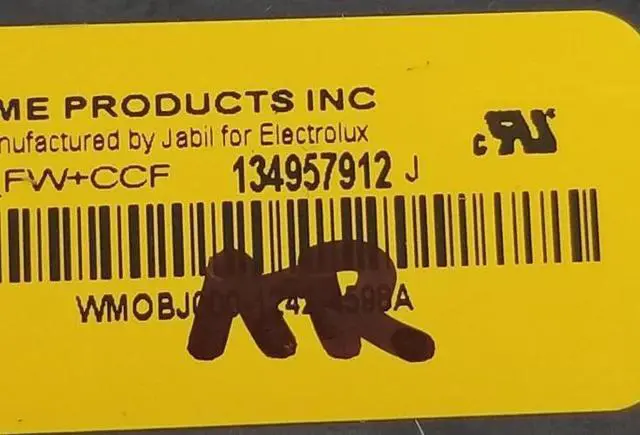 ME PRODUCTS INC
nufactured by Jabil for Electrolux
FW+CCF 134957912 J
c